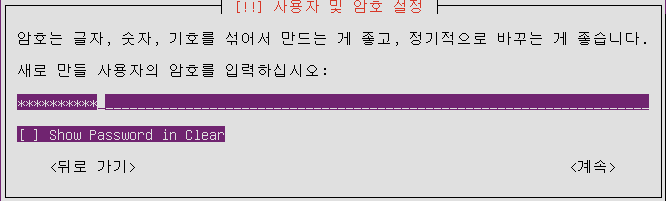 [!!] 사용자 및 암호 설정
암호는 글자, 숫자, 기호를 섞어서 만드는 게 좋고, 정기적으로 바꾸는 게 좋습니다.
새로 만들 사용자의 암호를 입력하십시오:
**********
[ ] Show Password in Clear
<뒤로 가기> <계속>